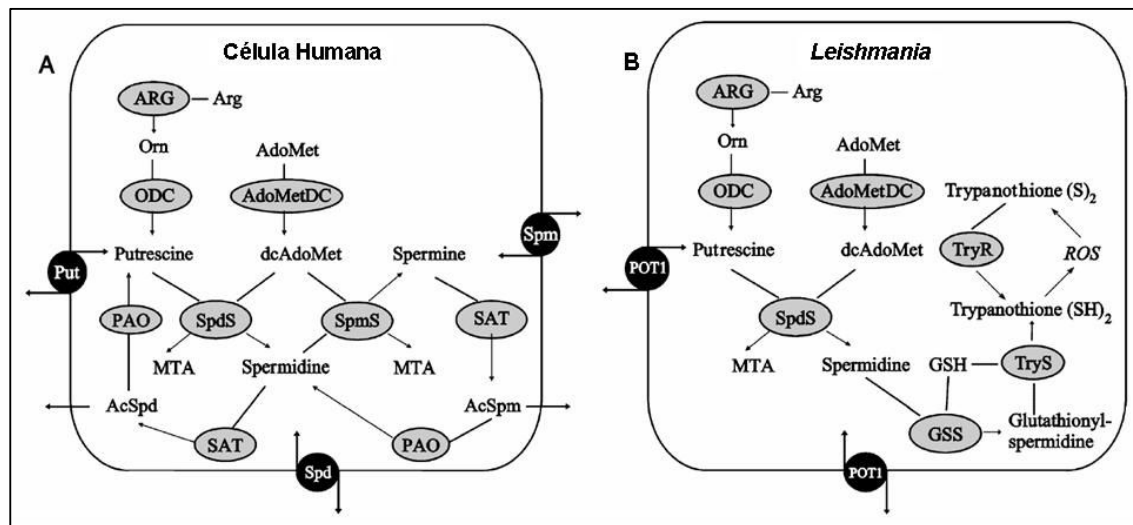 A
Célula Humana
ARG
Arg
Orn
AdoMet
ODC
AdoMetDC
Spm
Putrescine
dcAdoMet
Spermine
Put
PAO
SpdS
SpmS
SAT
MTA
Spermidine
MTA
AcSpd
AcSpm
SAT
PAO
Spd
B
Leishmania
ARG
Arg
Orn
AdoMet
ODC
AdoMetDC
Trypanothione (S)2
Putrescine
dcAdoMet
TryR
ROS
POT1
Trypanothione (SH)2
SpdS
MTA
Spermidine
GSH
TryS
GSS
Glutathionyl-
spermidine
POT1